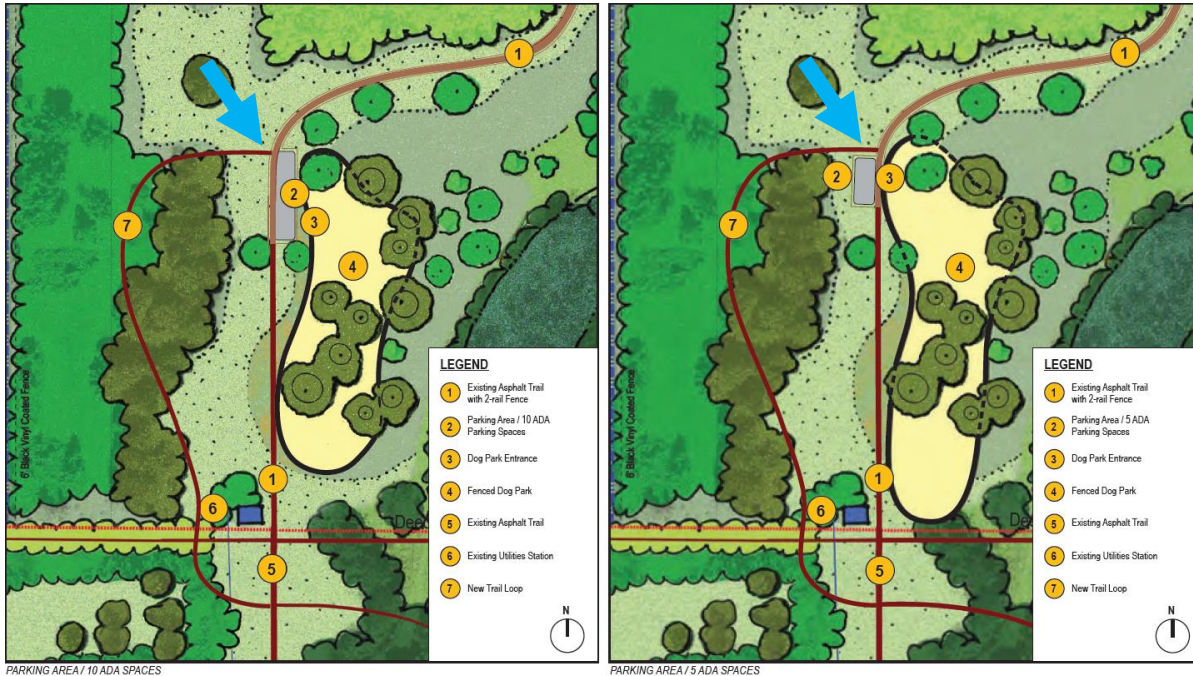 1
2
3
7
4
1
6
5
6' Black Vinyl Coated Fence
LEGEND
1 Existing Asphalt Trail
with 2-rail Fence
2 Parking Area / 10 ADA
Parking Spaces
3 Dog Park Entrance
4 Fenced Dog Park
5 Existing Asphalt Trail
6 Existing Utilities Station
7 New Trail Loop
N
PARKING AREA / 10 ADA SPACES
1
2
3
7
4
1
6
5
6' Black Vinyl Coated Fence
LEGEND
1 Existing Asphalt Trail
with 2-rail Fence
2 Parking Area / 5 ADA
Parking Spaces
3 Dog Park Entrance
4 Fenced Dog Park
5 Existing Asphalt Trail
6 Existing Utilities Station
7 New Trail Loop
N
PARKING AREA / 5 ADA SPACES